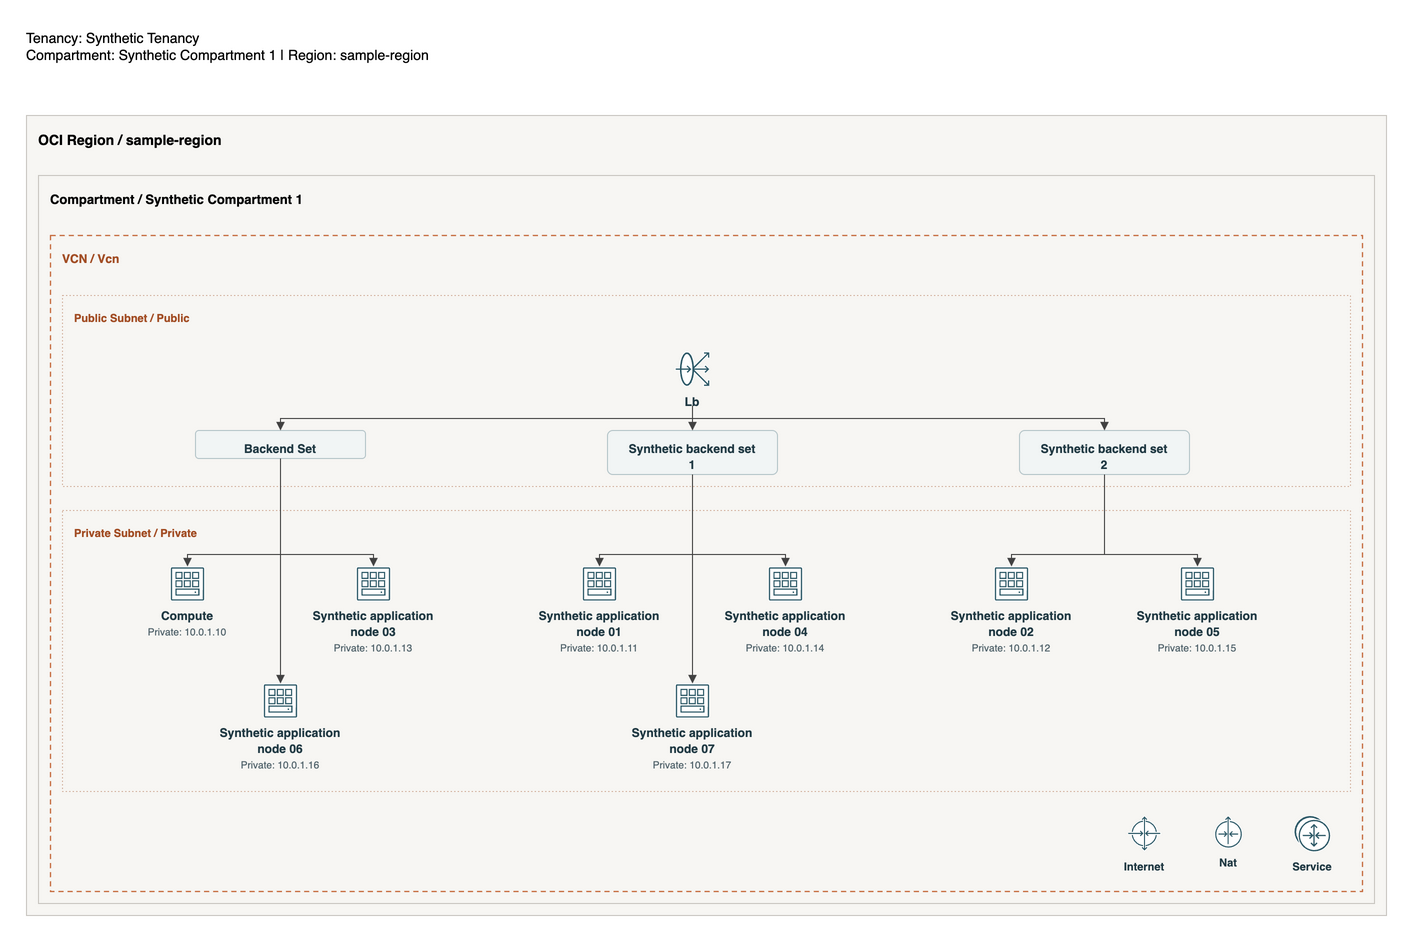 Tenancy: Synthetic Tenancy
Compartment: Synthetic Compartment 1 | Region: sample-region
OCI Region / sample-region
Compartment / Synthetic Compartment 1
VCN / Vcn
Public Subnet / Public
Lb
Backend Set
Synthetic backend set
1
Synthetic backend set
2
Private Subnet / Private
Compute
Private: 10.0.1.10
Synthetic application
node 03
Private: 10.0.1.13
Synthetic application
node 01
Private: 10.0.1.11
Synthetic application
node 04
Private: 10.0.1.14
Synthetic application
node 02
Private: 10.0.1.12
Synthetic application
node 05
Private: 10.0.1.15
Synthetic application
node 06
Private: 10.0.1.16
Synthetic application
node 07
Private: 10.0.1.17
Internet
Nat
Service